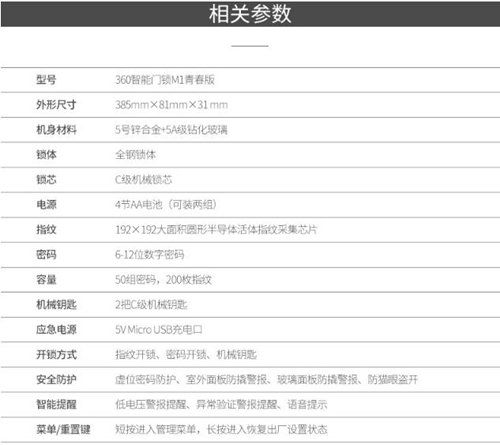 相关参数
型号 360智能门锁M1青春版
外形尺寸 385mm×81mm×31 mm
机身材料 5号锌合金+5A级钻化玻璃
锁体 全钢锁体
锁芯 C级机械锁芯
电源 4节AA电池（可装两组）
指纹 192×192大面积圆形半导体活体指纹采集芯片
密码 6-12位数字密码
容量 50组密码，200枚指纹
机械钥匙 2把C级机械钥匙
应急电源 5V Micro USB充电口
开锁方式 指纹开锁、密码开锁、机械钥匙
安全防护 虚位密码防护、室外面板防撬警报、玻璃面板防撬警报、防猫眼盗开
智能提醒 低电压警报提醒、异常验证警报提醒、语音提示
菜单/重置键 短按进入管理菜单，长按进入恢复出厂设置状态